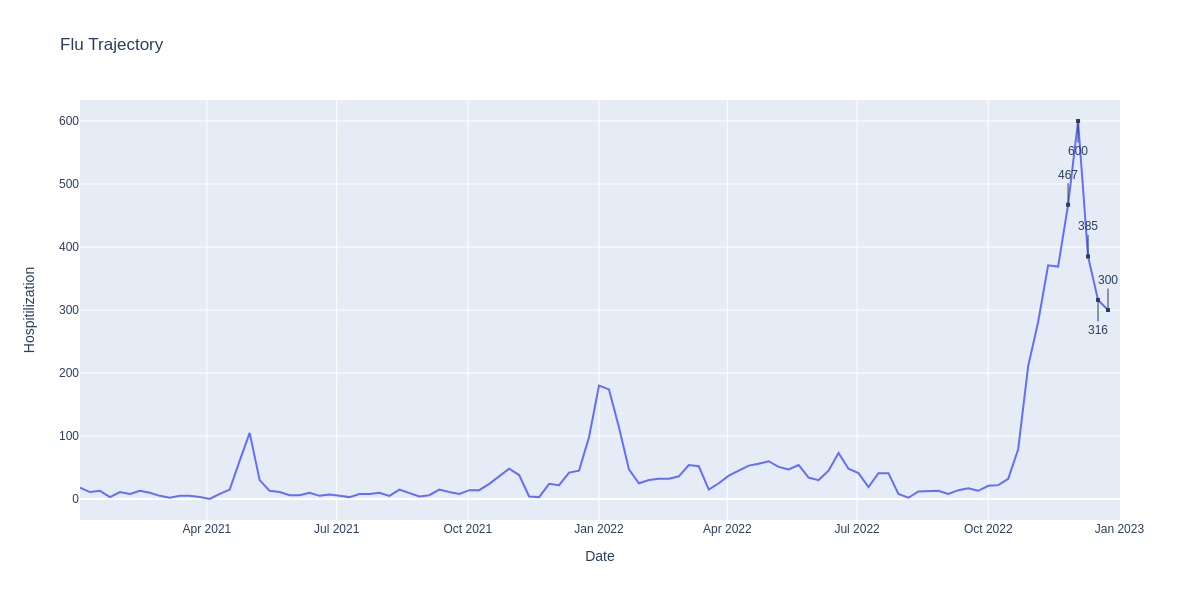 Flu Trajectory
600
500
400
300
200
100
0
Hospitilization
600
467
385
300
316
Apr 2021
Jul 2021
Oct 2021
Jan 2022
Apr 2022
Jul 2022
Oct 2022
Jan 2023
Date